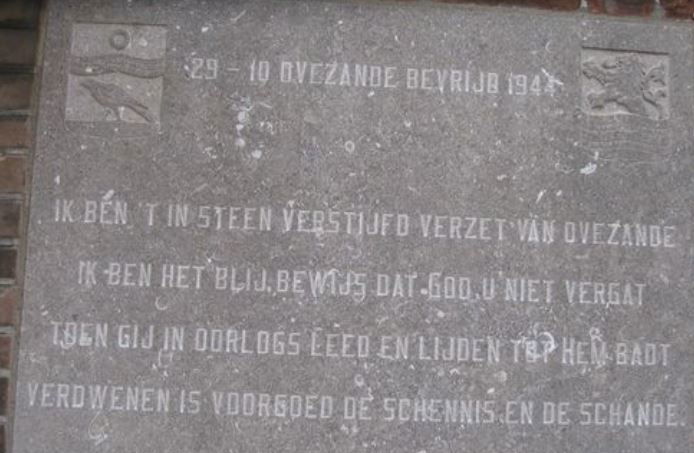 29 - 10 OVEZANDE BEVRIJD 1944
IK BEN 'T IN STEEN VERSTIJFD VERZET VAN OVEZANDE
IK BEN HET BLIJ BEWIJS DAT GOD U NIET VERGAT
TOEN GIJ IN OORLOGS LEED EN LIJDEN TOT HEM BADT
VERDWENEN IS VOORGOED DE SCHENNIS EN DE SCHANDE.